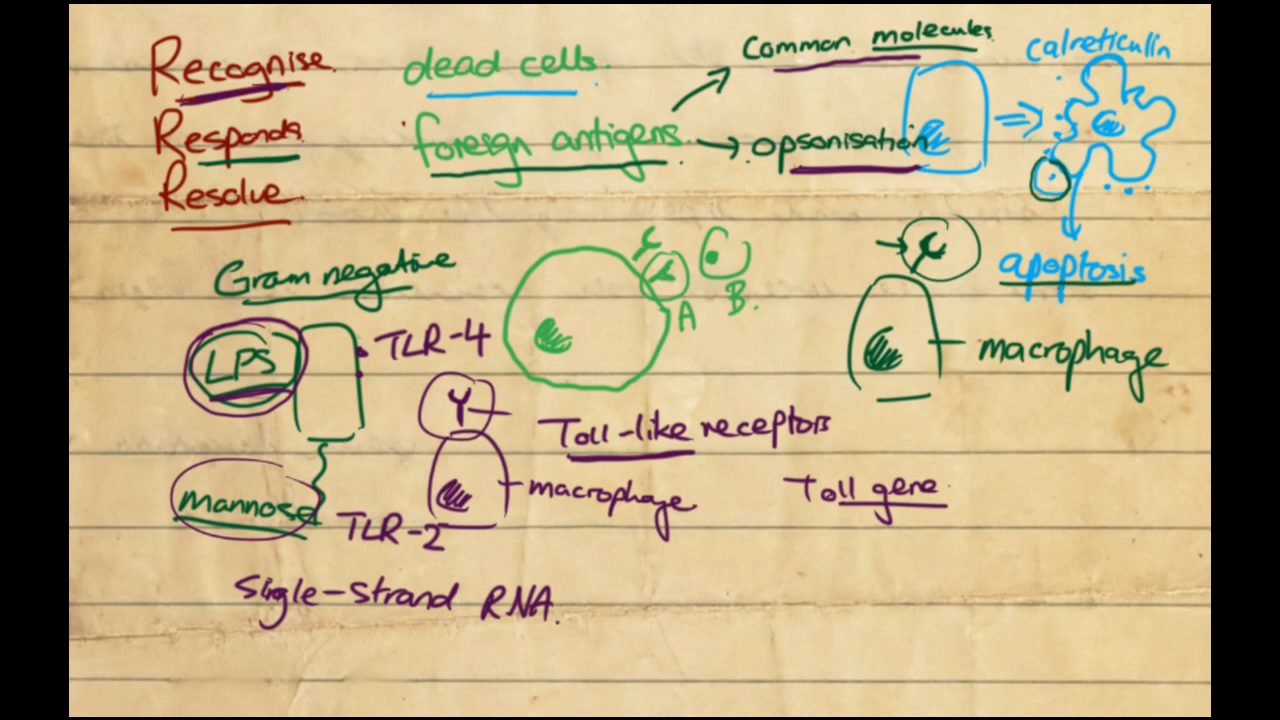 Recognise
Responds
Resolve
dead cells.
foreign antigens
Common molecules
opsonisation
calreticulin
apoptosis
Gram negative
LPS
TLR-4
A
B.
macrophage
Toll-like receptors
macrophage
Toll gene
mannose
TLR-2
Single-strand RNA.